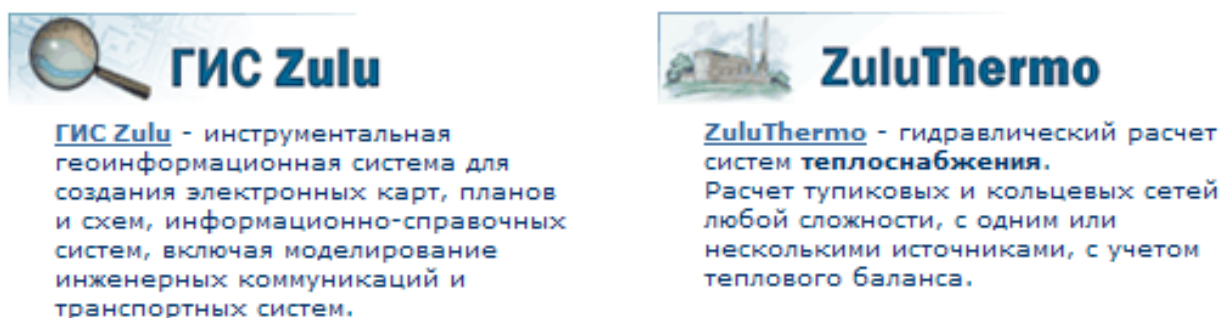 ГИС Zulu
ГИС Zulu - инструментальная
геоинформационная система для
создания электронных карт, планов
и схем, информационно-справочных
систем, включая моделирование
инженерных коммуникаций и
транспортных систем.
ZuluThermo
ZuluThermo - гидравлический расчет
систем теплоснабжения.
Расчет тупиковых и кольцевых сетей
любой сложности, с одним или
несколькими источниками, с учетом
теплового баланса.